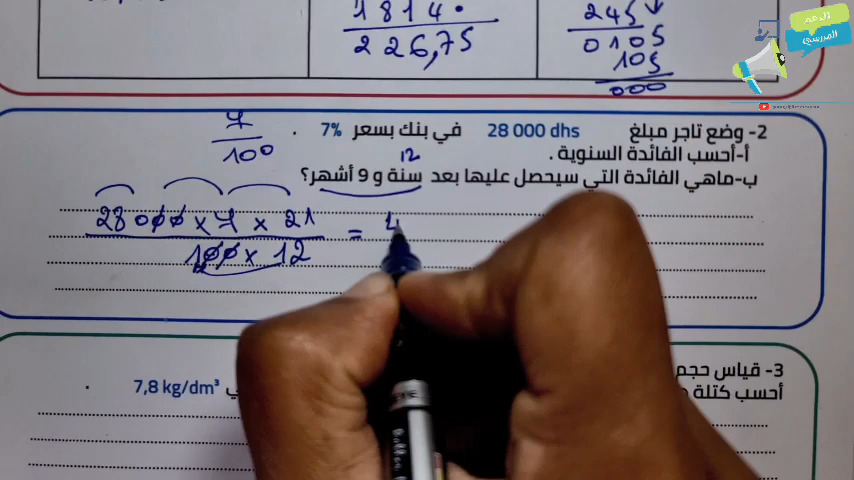 1814.
226,75
245
0105
105
000
الدعم
المدرسي
2- وضع تاجر مبلغ 28 000 dhs في بنك بسعر 7% .
7
100
أ-أحسب الفائدة السنوية .
12
ب-ماهي الفائدة التي سيحصل عليها بعد سنة و 9 أشهر؟
28000 x 7 x 21
100 x 12
= 4
3- قياس حجم
7,8 kg/dm³ .
أحسب كتلة